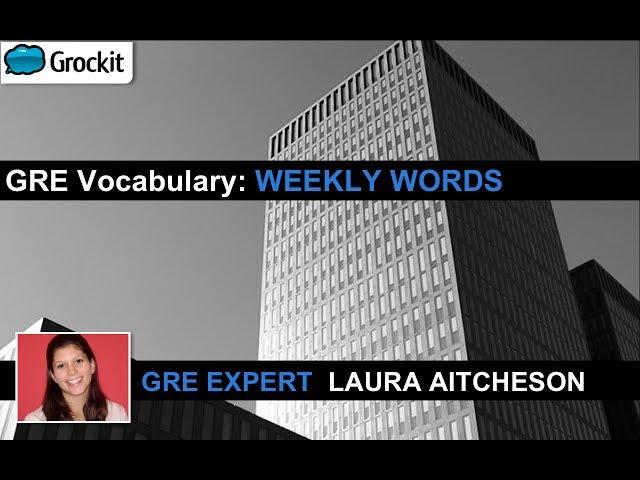 Grockit
GRE Vocabulary: WEEKLY WORDS
GRE EXPERT LAURA AITCHESON